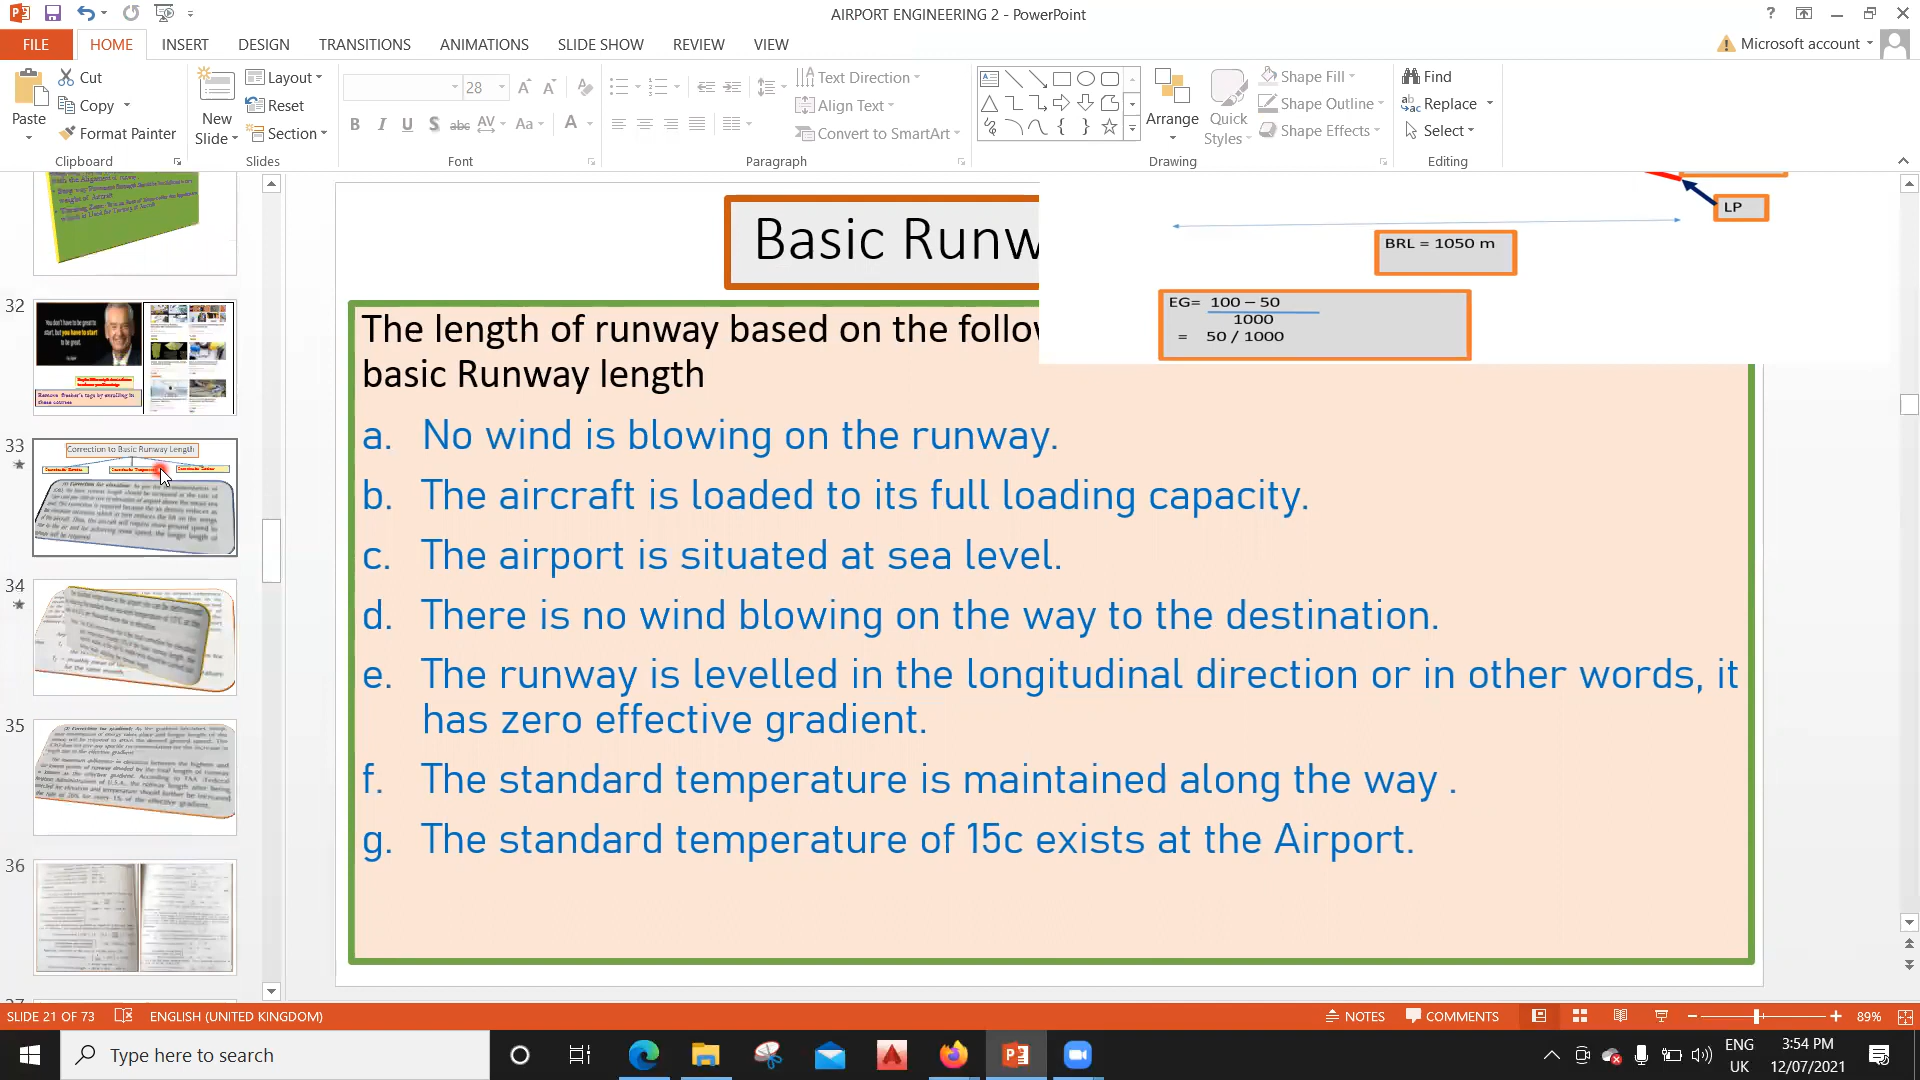 AIRPORT ENGINEERING 2 - PowerPoint
FILE
HOME
INSERT
DESIGN
TRANSITIONS
ANIMATIONS
SLIDE SHOW
REVIEW
VIEW
Microsoft account
Paste
Cut
Copy
Format Painter
Clipboard
New Slide
Layout
Reset
Section
Slides
28
Font
Text Direction
Align Text
Convert to SmartArt
Paragraph
Arrange
Quick Styles
Shape Fill
Shape Outline
Shape Effects
Drawing
Find
Replace
Select
Editing
32
33
Correction to Basic Runway Length
34
35
36
Basic Runw
LP
BRL = 1050 m
EG= 100 – 50
1000
= 50 / 1000
The length of runway based on the follow
basic Runway length
a. No wind is blowing on the runway.
b. The aircraft is loaded to its full loading capacity.
c. The airport is situated at sea level.
d. There is no wind blowing on the way to the destination.
e. The runway is levelled in the longitudinal direction or in other words, it
has zero effective gradient.
f. The standard temperature is maintained along the way .
g. The standard temperature of 15c exists at the Airport.
SLIDE 21 OF 73
ENGLISH (UNITED KINGDOM)
NOTES
COMMENTS
89%
Type here to search
ENG
UK
3:54 PM
12/07/2021